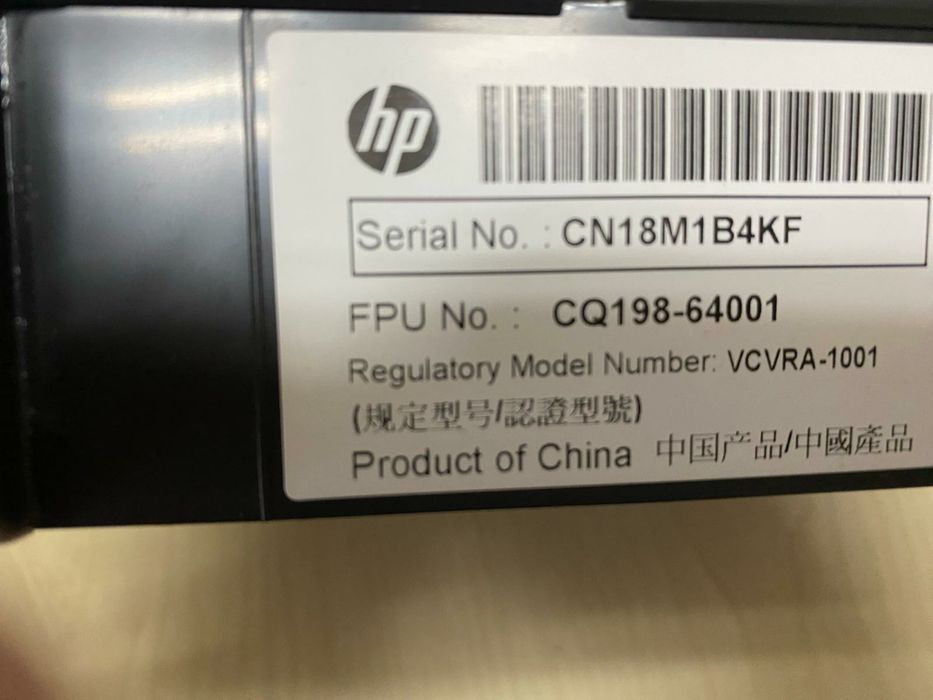 hp
Serial No. : CN18M1B4KF
FPU No. : CQ198-64001
Regulatory Model Number: VCVRA-1001
(规定型号/認證型號)
Product of China 中国产品/中國產品